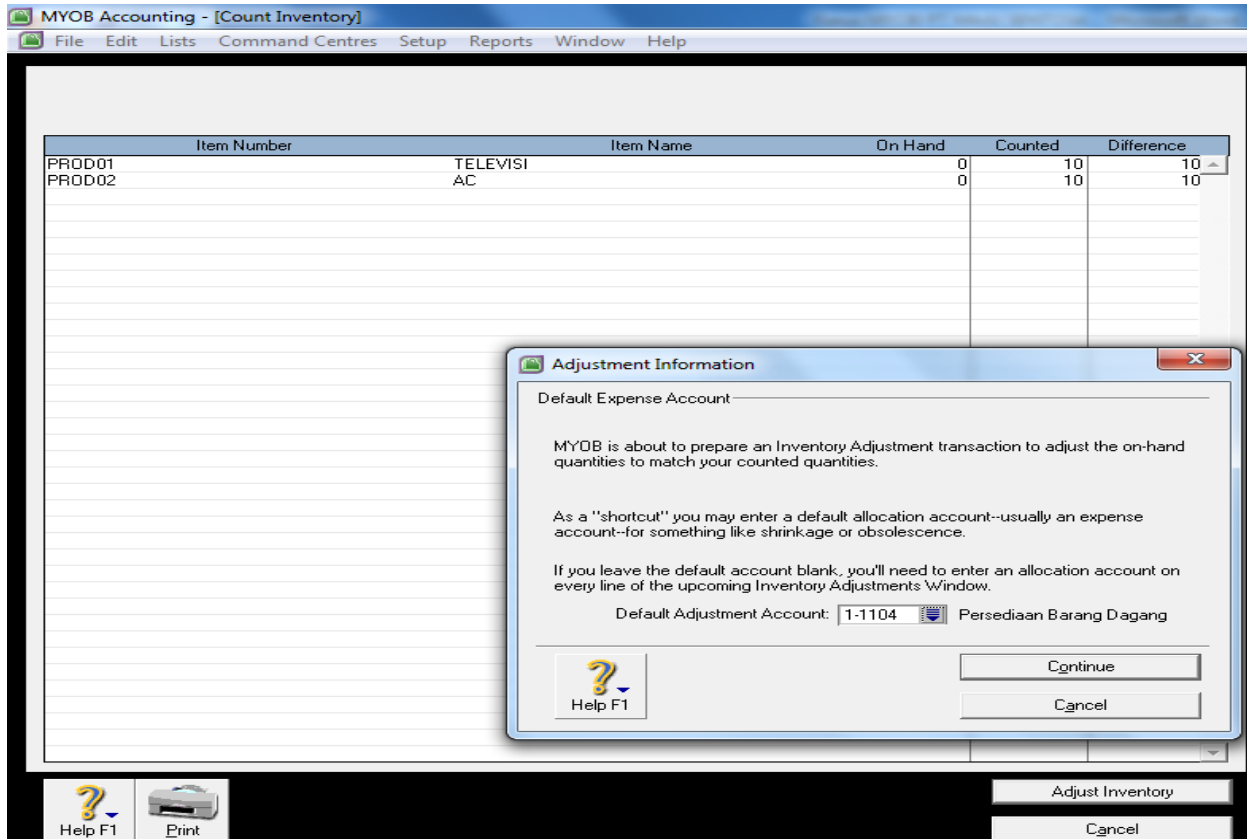 MYOB Accounting - [Count Inventory]
File Edit Lists Command Centres Setup Reports Window Help
Item Number Item Name On Hand Counted Difference
PROD01 TELEVISI 0 10 10
PROD02 AC 0 10 10
Adjustment Information
Default Expense Account
MYOB is about to prepare an Inventory Adjustment transaction to adjust the on-hand
quantities to match your counted quantities.
As a "shortcut" you may enter a default allocation account--usually an expense
account--for something like shrinkage or obsolescence.
If you leave the default account blank, you'll need to enter an allocation account on
every line of the upcoming Inventory Adjustments Window.
Default Adjustment Account: 1-1104 Persediaan Barang Dagang
Continue
Help F1 Cancel
Adjust Inventory
Help F1 Print Cancel